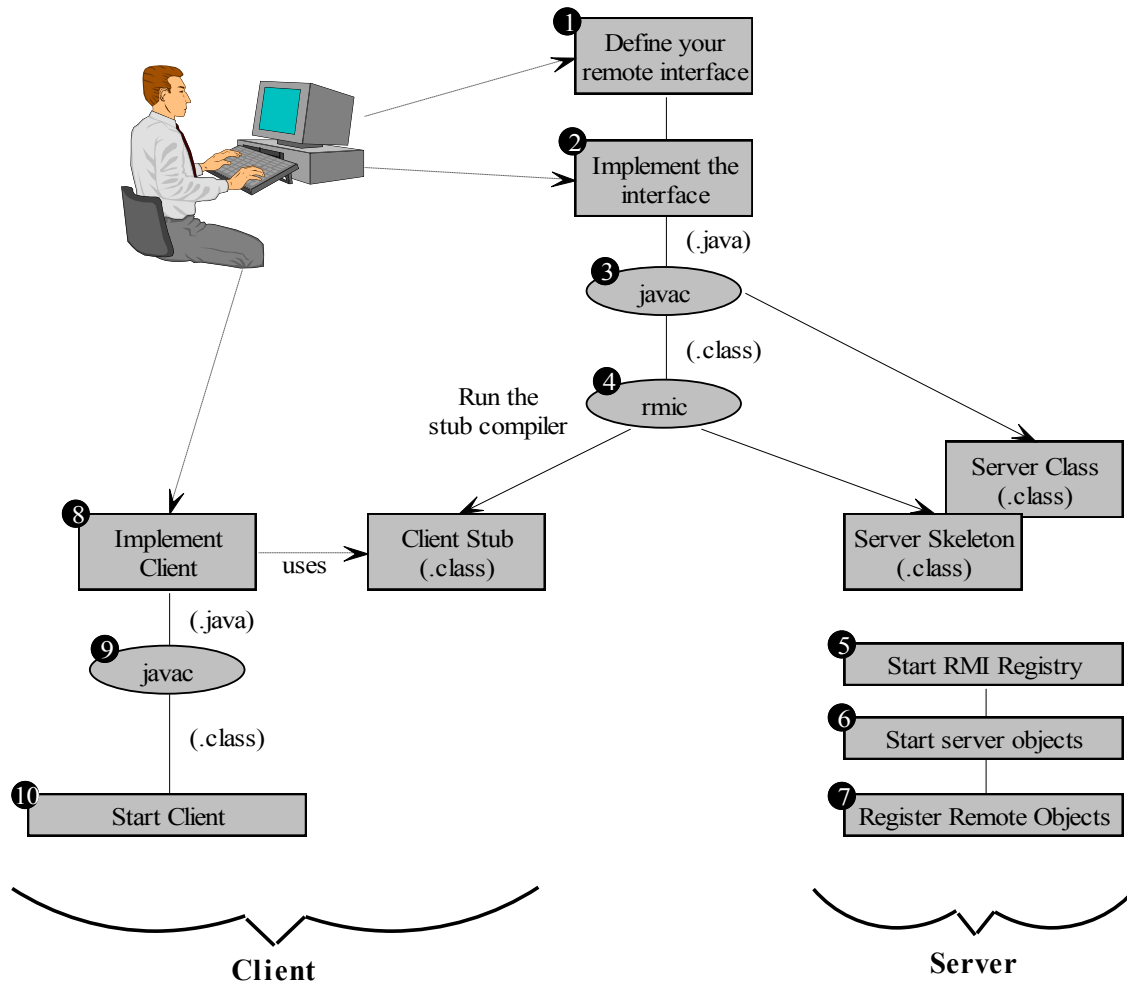 1
Define your
remote interface
2
Implement the
interface
(.java)
3
javac
(.class)
4
rmic
Run the
stub compiler
Server Class
(.class)
8
Implement
Client
uses
Client Stub
(.class)
Server Skeleton
(.class)
(.java)
9
javac
(.class)
10
Start Client
5
Start RMI Registry
6
Start server objects
7
Register Remote Objects
Client
Server